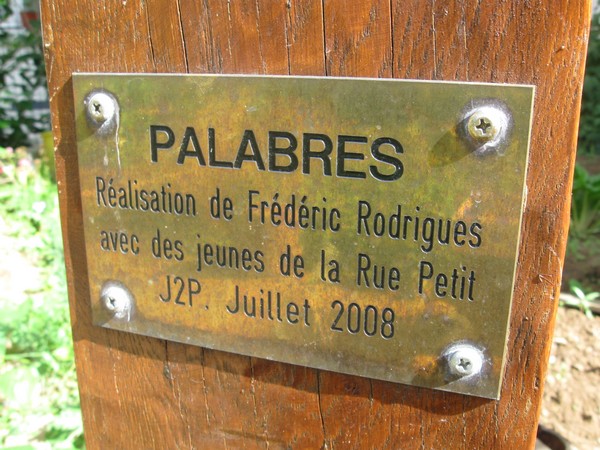 PALABRES
Réalisation de Frédéric Rodrigues
avec des jeunes de la Rue Petit
J2P. Juillet 2008